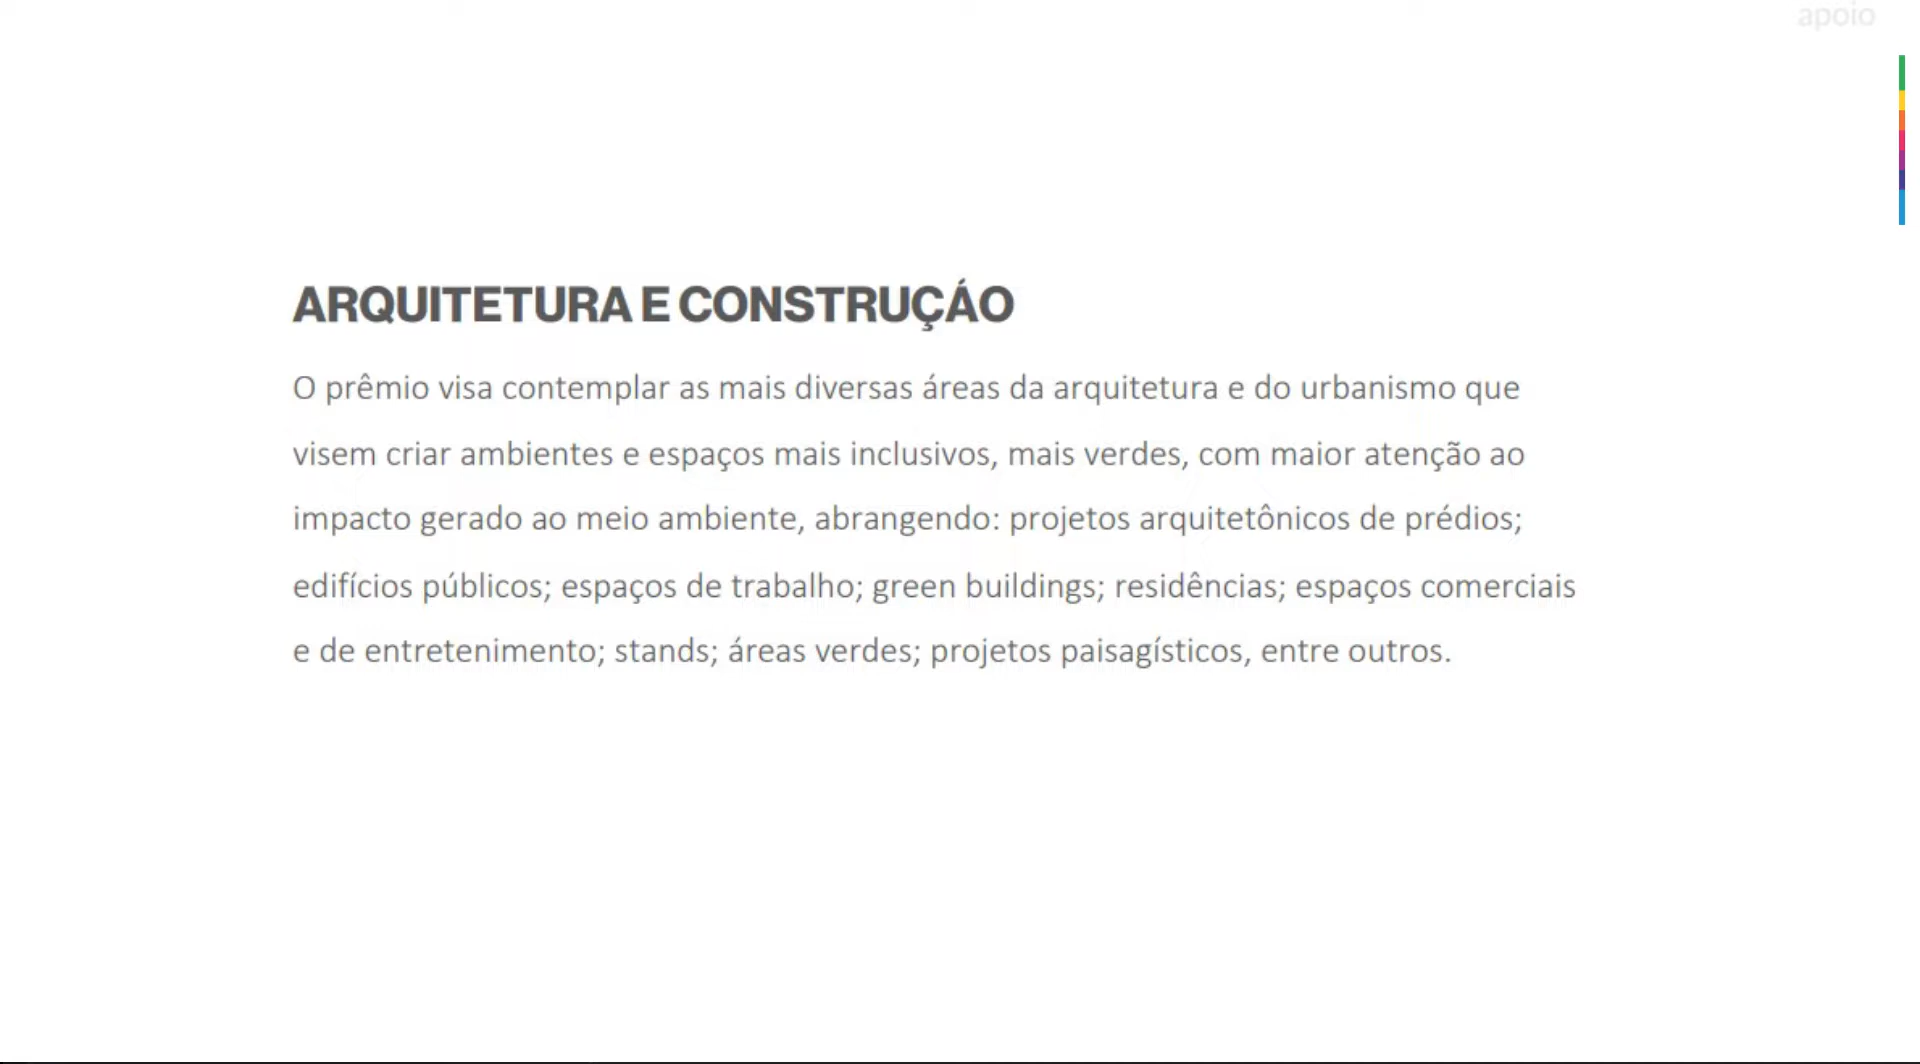 apoio
ARQUITETURA E CONSTRUÇÁO
O prêmio visa contemplar as mais diversas áreas da arquitetura e do urbanismo que
visem criar ambientes e espaços mais inclusivos, mais verdes, com maior atenção ao
impacto gerado ao meio ambiente, abrangendo: projetos arquitetônicos de prédios;
edifícios públicos; espaços de trabalho; green buildings; residências; espaços comerciais
e de entretenimento; stands; áreas verdes; projetos paisagísticos, entre outros.